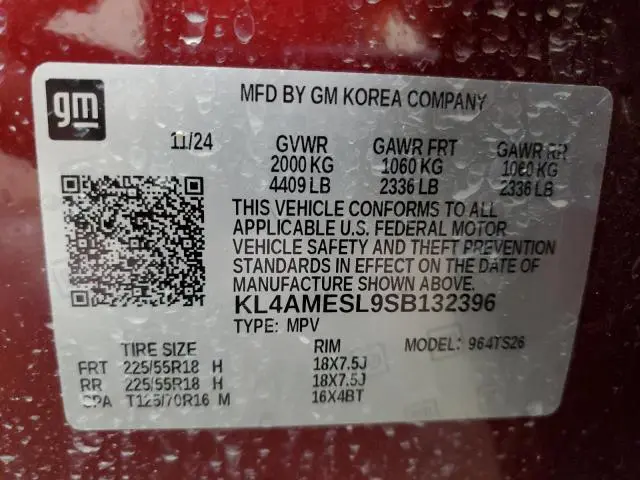 gm
MFD BY GM KOREA COMPANY
11/24 GVWR GAWR FRT GAWR RR
2000 KG 1060 KG 1060 KG
4409 LB 2336 LB 2336 LB
THIS VEHICLE CONFORMS TO ALL
APPLICABLE U.S. FEDERAL MOTOR
VEHICLE SAFETY AND THEFT PREVENTION
STANDARDS IN EFFECT ON THE DATE OF
MANUFACTURE SHOWN ABOVE.
KL4AMESL9SB132396
TYPE: MPV MODEL: 964TS26
TIRE SIZE RIM
FRT 225/55R18 H 18X7.5J
RR 225/55R18 H 18X7.5J
SPA T125/70R16 M 16X4BT